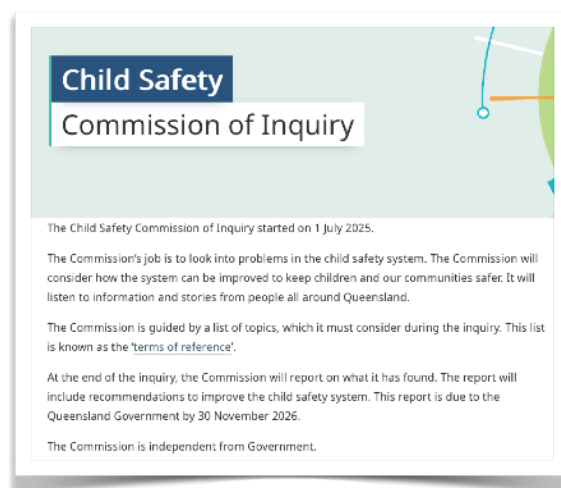 Child Safety
Commission of Inquiry
The Child Safety Commission of Inquiry started on 1 July 2025.
The Commission's job is to look into problems in the child safety system. The Commission will
consider how the system can be improved to keep children and our communities safer. It will
listen to information and stories from people all around Queensland.
The Commission is guided by a list of topics, which it must consider during the inquiry. This list
is known as the 'terms of reference'.
At the end of the inquiry, the Commission will report on what it has found. The report will
include recommendations to improve the child safety system. This report is due to the
Queensland Government by 30 November 2026.
The Commission is independent from Government.